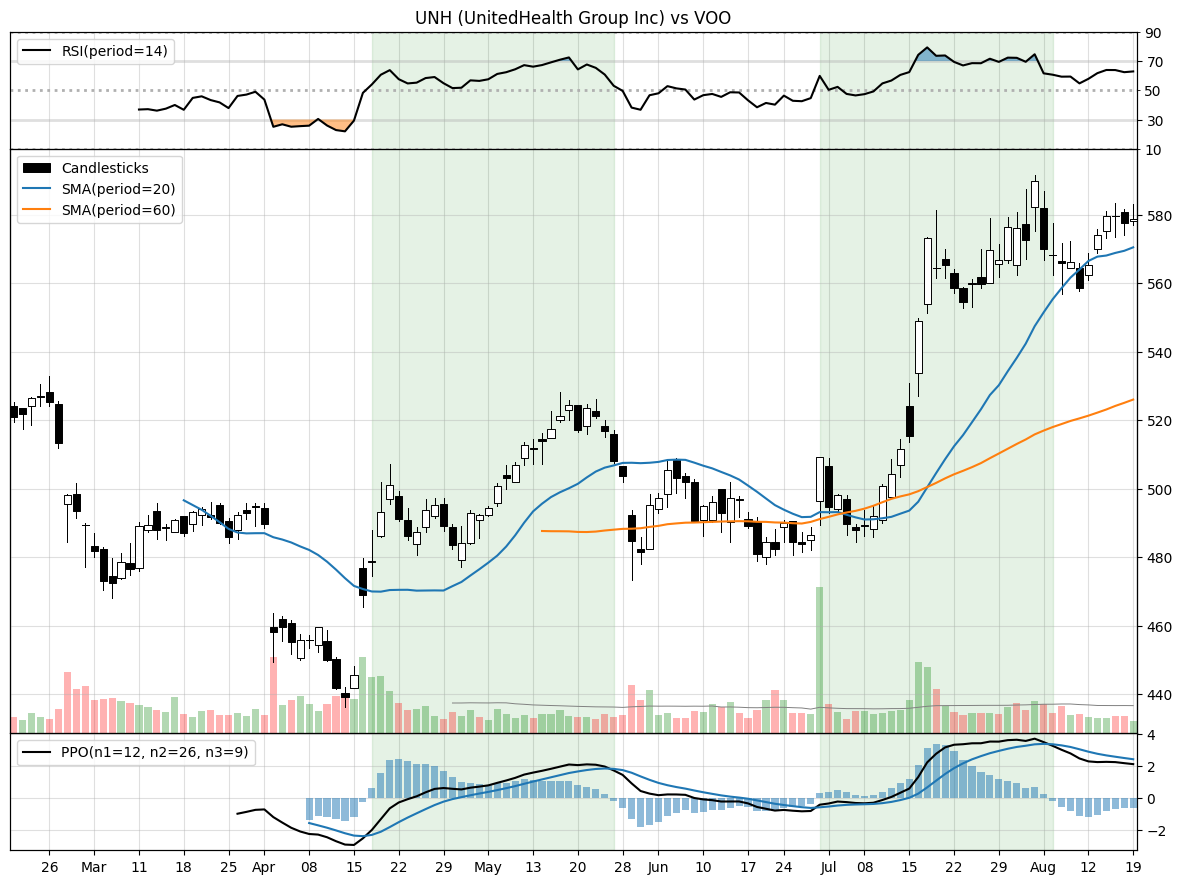 UNH (UnitedHealth Group Inc) vs VOO
RSI(period=14)
90
70
50
30
10
Candlesticks
SMA(period=20)
SMA(period=60)
580
560
540
520
500
480
460
440
PPO(n1=12, n2=26, n3=9)
4
2
0
−2
26 Mar 11 18 25 Apr 08 15 22 29 May 13 20 28 Jun 10 17 24 Jul 08 15 22 29 Aug 12 19